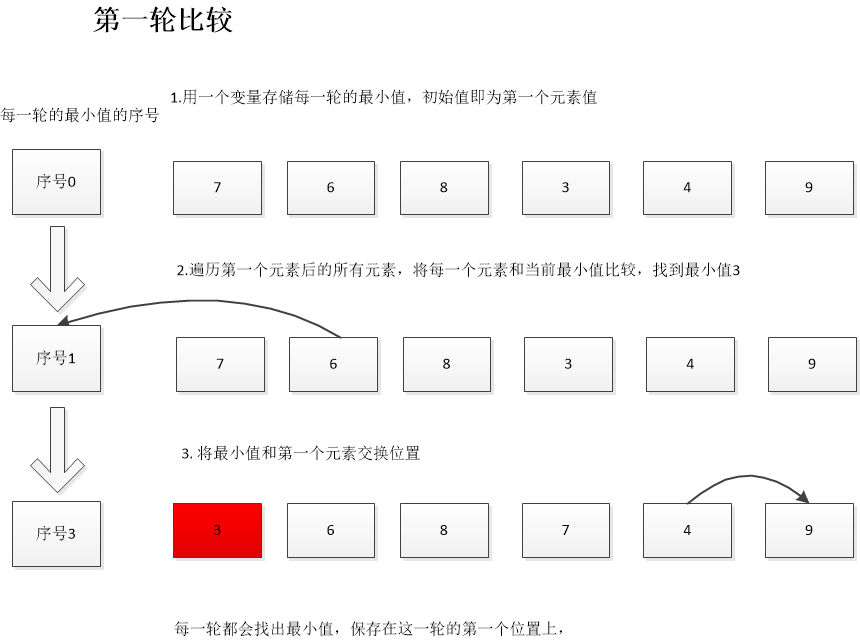 第一轮比较
1.用一个变量存储每一轮的最小值，初始值即为第一个元素值
每一轮的最小值的序号
序号0
7 6 8 3 4 9
2.遍历第一个元素后的所有元素，将每一个元素和当前最小值比较，找到最小值3
序号1
7 6 8 3 4 9
3. 将最小值和第一个元素交换位置
序号3
3 6 8 7 4 9
每一轮都会找出最小值，保存在这一轮的第一个位置上，